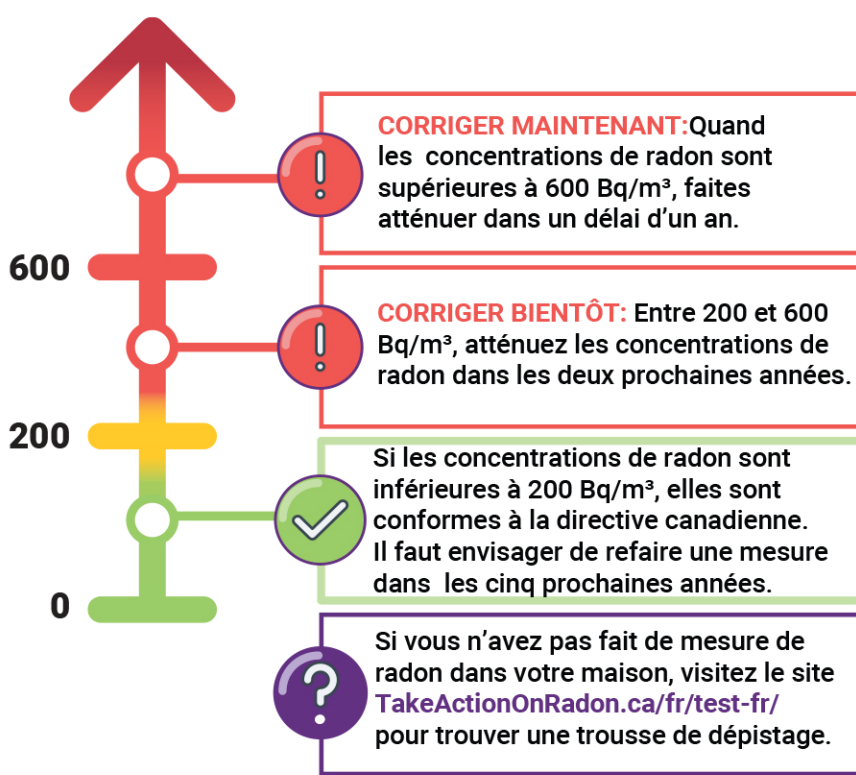 CORRIGER MAINTENANT:Quand
les concentrations de radon sont
supérieures à 600 Bq/m³, faites
atténuer dans un délai d’un an.
600
CORRIGER BIENTÔT: Entre 200 et 600
Bq/m³, atténuez les concentrations de
radon dans les deux prochaines années.
200
Si les concentrations de radon sont
inférieures à 200 Bq/m³, elles sont
conformes à la directive canadienne.
Il faut envisager de refaire une mesure
dans les cinq prochaines années.
0
Si vous n’avez pas fait de mesure de
radon dans votre maison, visitez le site
TakeActionOnRadon.ca/fr/test-fr/
pour trouver une trousse de dépistage.